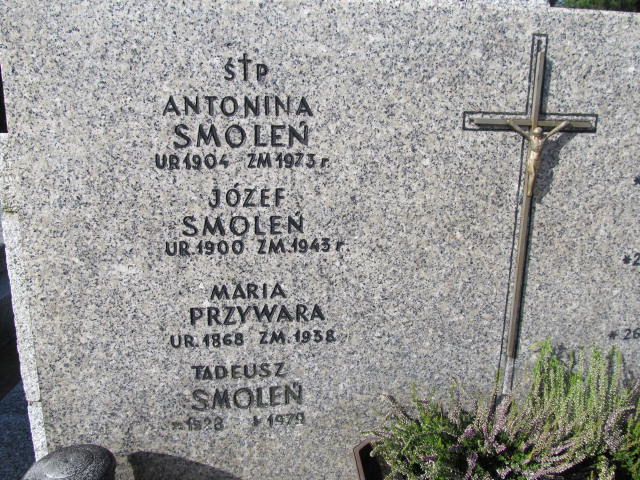 Ś†P
ANTONINA
SMOLEŃ
UR.1904 ZM.1973 r.
JÓZEF
SMOLEŃ
UR.1900 ZM.1943 r.
MARIA
PRZYWARA
UR.1868 ZM.1938
TADEUSZ
SMOLEŃ
1979